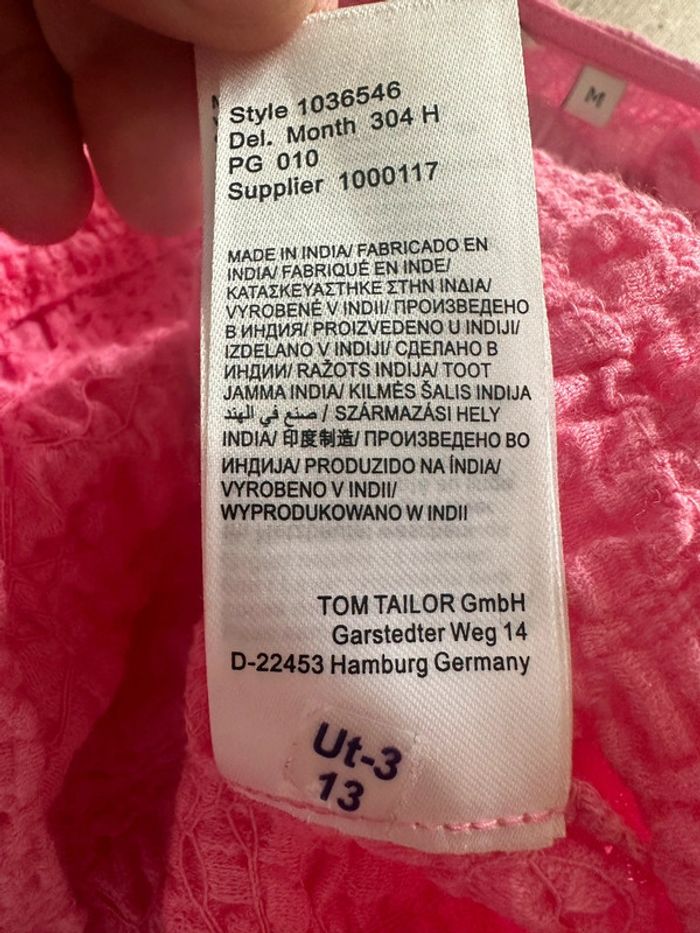 Style 1036546
Del. Month 304 H
PG 010
Supplier 1000117
MADE IN INDIA/ FABRICADO EN
INDIA/ FABRIQUÉ EN INDE/
ΚΑΤΑΣΚΕΥΑΣΤΗΚΕ ΣΤΗΝ ΙΝΔΙΑ/
VYROBENÉ V INDII/ ПРОИЗВЕДЕНО
В ИНДИЯ/ PROIZVEDENO U INDIJI/
IZDELANO V INDIJI/ СДЕЛАНО В
ИНДИИ/ RAŽOTS INDIJA/ TOOT
JAMMA INDIA/ KILMĖS ŠALIS INDIJA
صنع في الهند / SZÁRMAZÁSI HELY
INDIA/ 印度制造/ ПРОИЗВЕДЕНО ВО
ИНДИЈА/ PRODUZIDO NA ÍNDIA/
VYROBENO V INDII/
WYPRODUKOWANO W INDII
TOM TAILOR GmbH
Garstedter Weg 14
D-22453 Hamburg Germany
Ut-3
13
M